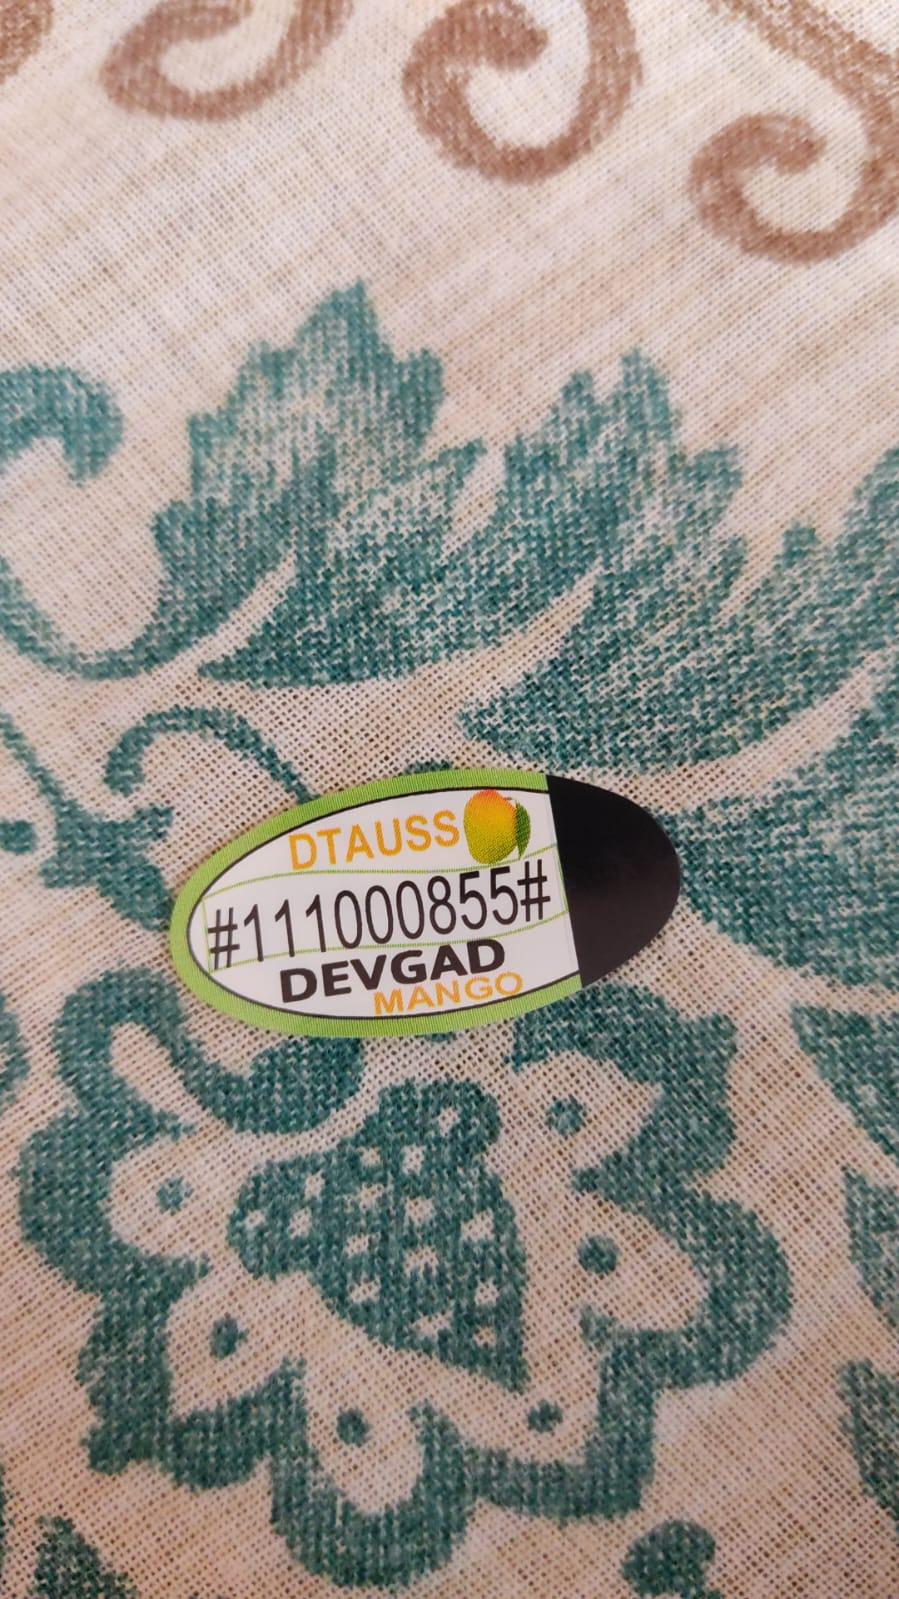 DTAUSS
#111000855#
DEVGAD
MANGO